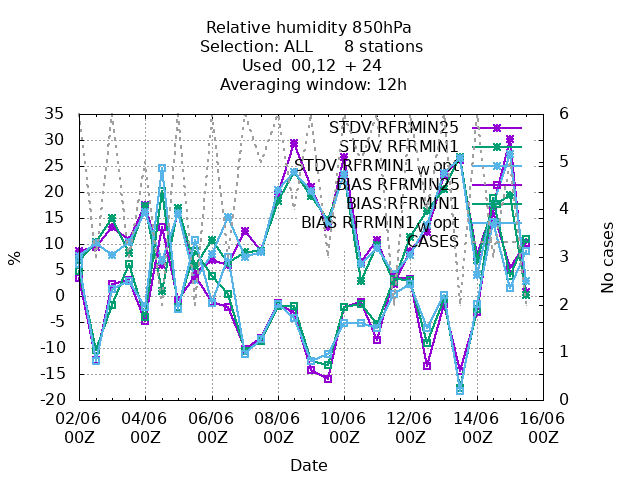 Relative humidity 850hPa
Selection: ALL 8 stations
Used 00,12 + 24
Averaging window: 12h
35 6
STDV RFRMIN25
30
STDV RFRMIN1
25 5
STDV RFRMIN1_w_opt
20
BIAS RFRMIN25
15 4
BIAS RFRMIN1
BIAS RFRMIN1_w_opt
10
CASES
5 3
0
-5 2
-10 1
-15
-20 0
%
No cases
02/06 04/06 06/06 08/06 10/06 12/06 14/06 16/06
00Z 00Z 00Z 00Z 00Z 00Z 00Z 00Z
Date